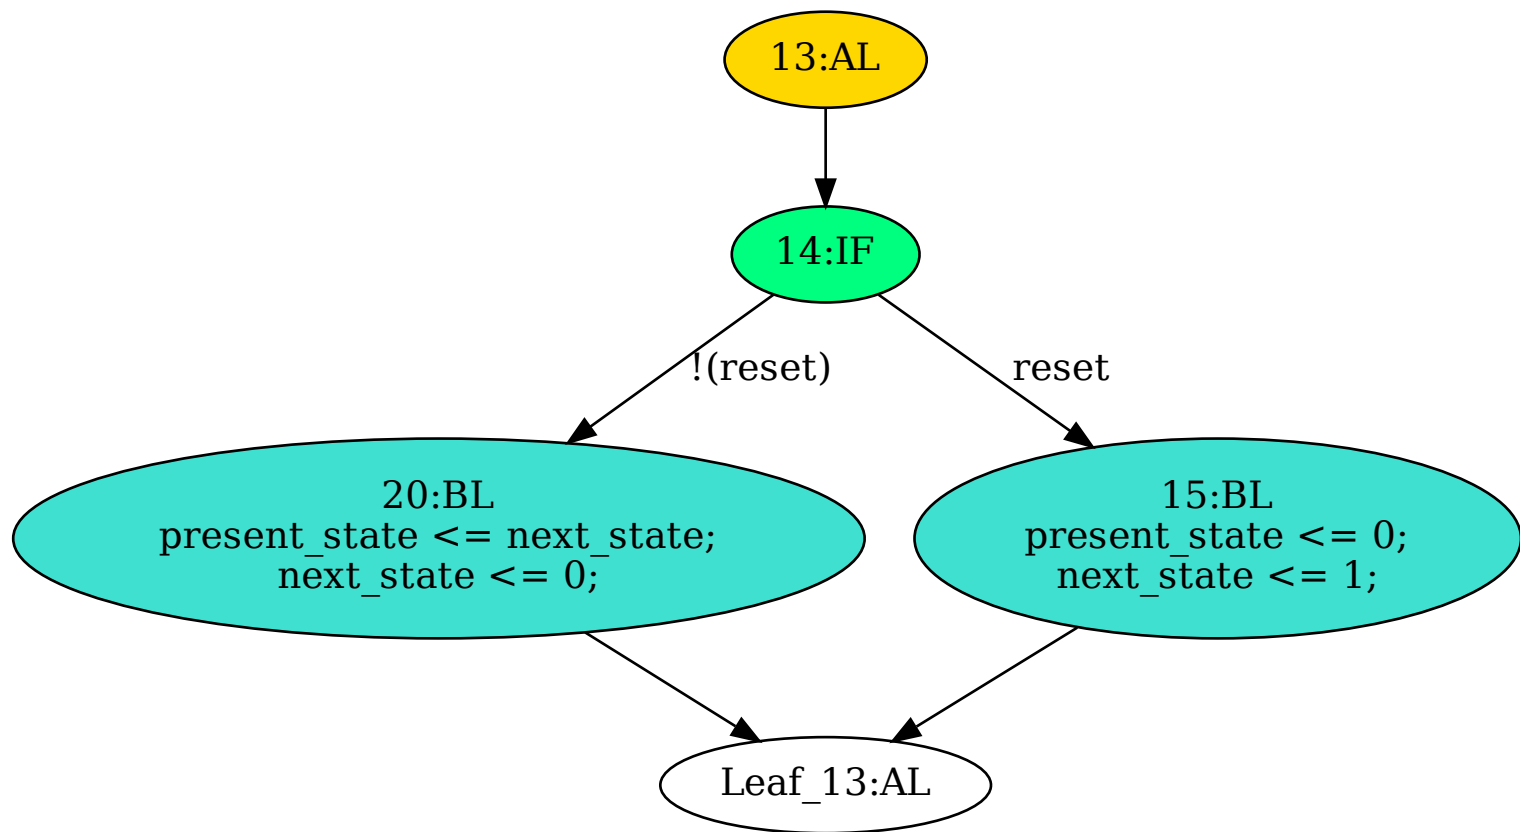 13:AL
14:IF
!(reset)
reset
20:BL
present_state <= next_state;
next_state <= 0;
15:BL
present_state <= 0;
next_state <= 1;
Leaf_13:AL